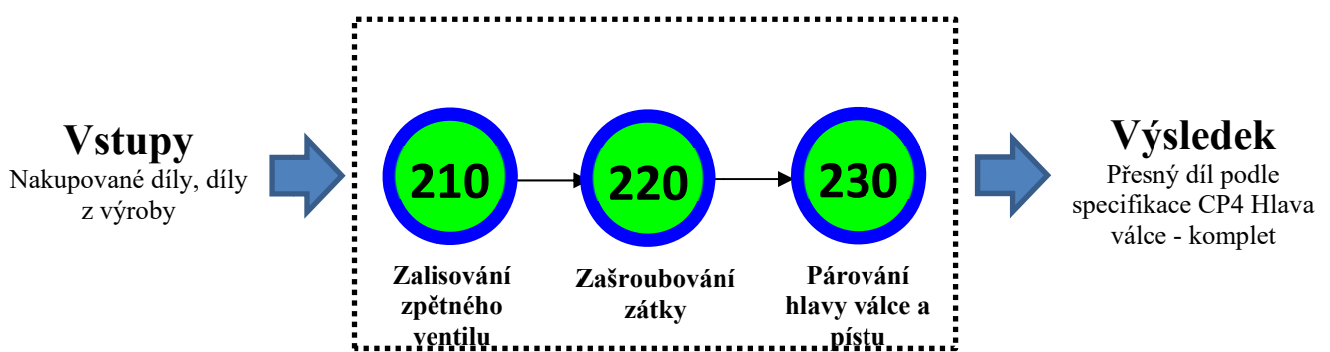 Vstupy
Nakupované díly, díly
z výroby
210
220
230
Zalisování
zpětného
ventilu
Zašroubování
zátky
Párování
hlavy válce a
pístu
Výsledek
Přesný díl podle
specifikace CP4 Hlava
válce - komplet